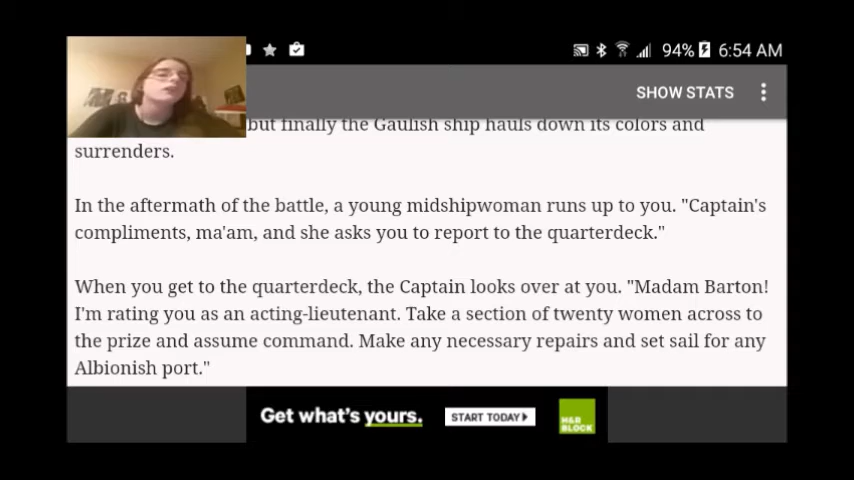 94% 6:54 AM
SHOW STATS
but finally the Gaulish ship hauls down its colors and
surrenders.
In the aftermath of the battle, a young midshipwoman runs up to you. "Captain's
compliments, ma'am, and she asks you to report to the quarterdeck."
When you get to the quarterdeck, the Captain looks over at you. "Madam Barton!
I'm rating you as an acting-lieutenant. Take a section of twenty women across to
the prize and assume command. Make any necessary repairs and set sail for any
Albionish port."
Get what's yours. START TODAY H&R
BLOCK